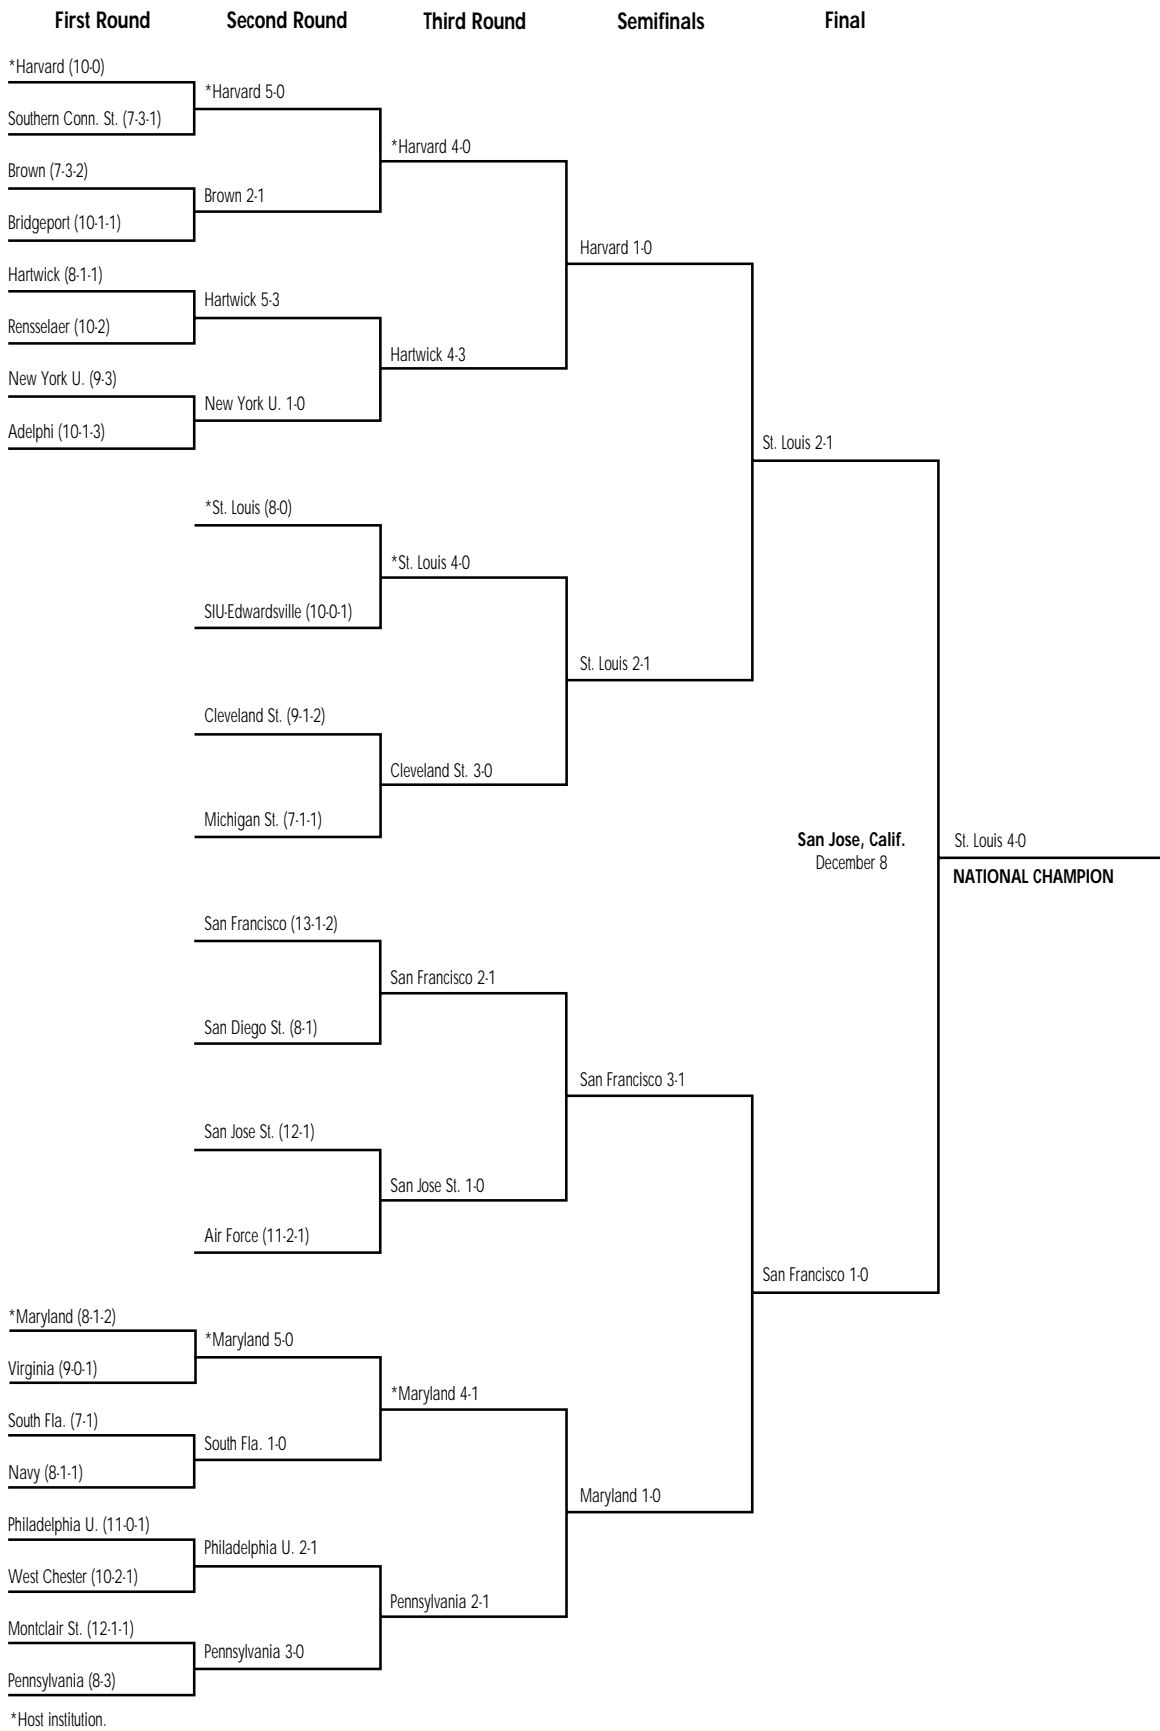 First Round Second Round Third Round Semifinals Final
*Harvard (10-0)
*Harvard 5-0
Southern Conn. St. (7-3-1)
*Harvard 4-0
Brown (7-3-2)
Brown 2-1
Bridgeport (10-1-1)
Harvard 1-0
Hartwick (8-1-1)
Hartwick 5-3
Rensselaer (10-2)
Hartwick 4-3
New York U. (9-3)
New York U. 1-0
Adelphi (10-1-3)
St. Louis 2-1
*St. Louis (8-0)
*St. Louis 4-0
SIU-Edwardsville (10-0-1)
St. Louis 2-1
Cleveland St. (9-1-2)
Cleveland St. 3-0
Michigan St. (7-1-1)
San Jose, Calif.
December 8
St. Louis 4-0
NATIONAL CHAMPION
San Francisco (13-1-2)
San Francisco 2-1
San Diego St. (8-1)
San Francisco 3-1
San Jose St. (12-1)
San Jose St. 1-0
Air Force (11-2-1)
San Francisco 1-0
*Maryland (8-1-2)
*Maryland 5-0
Virginia (9-0-1)
*Maryland 4-1
South Fla. (7-1)
South Fla. 1-0
Navy (8-1-1)
Maryland 1-0
Philadelphia U. (11-0-1)
Philadelphia U. 2-1
West Chester (10-2-1)
Pennsylvania 2-1
Montclair St. (12-1-1)
Pennsylvania 3-0
Pennsylvania (8-3)
*Host institution.